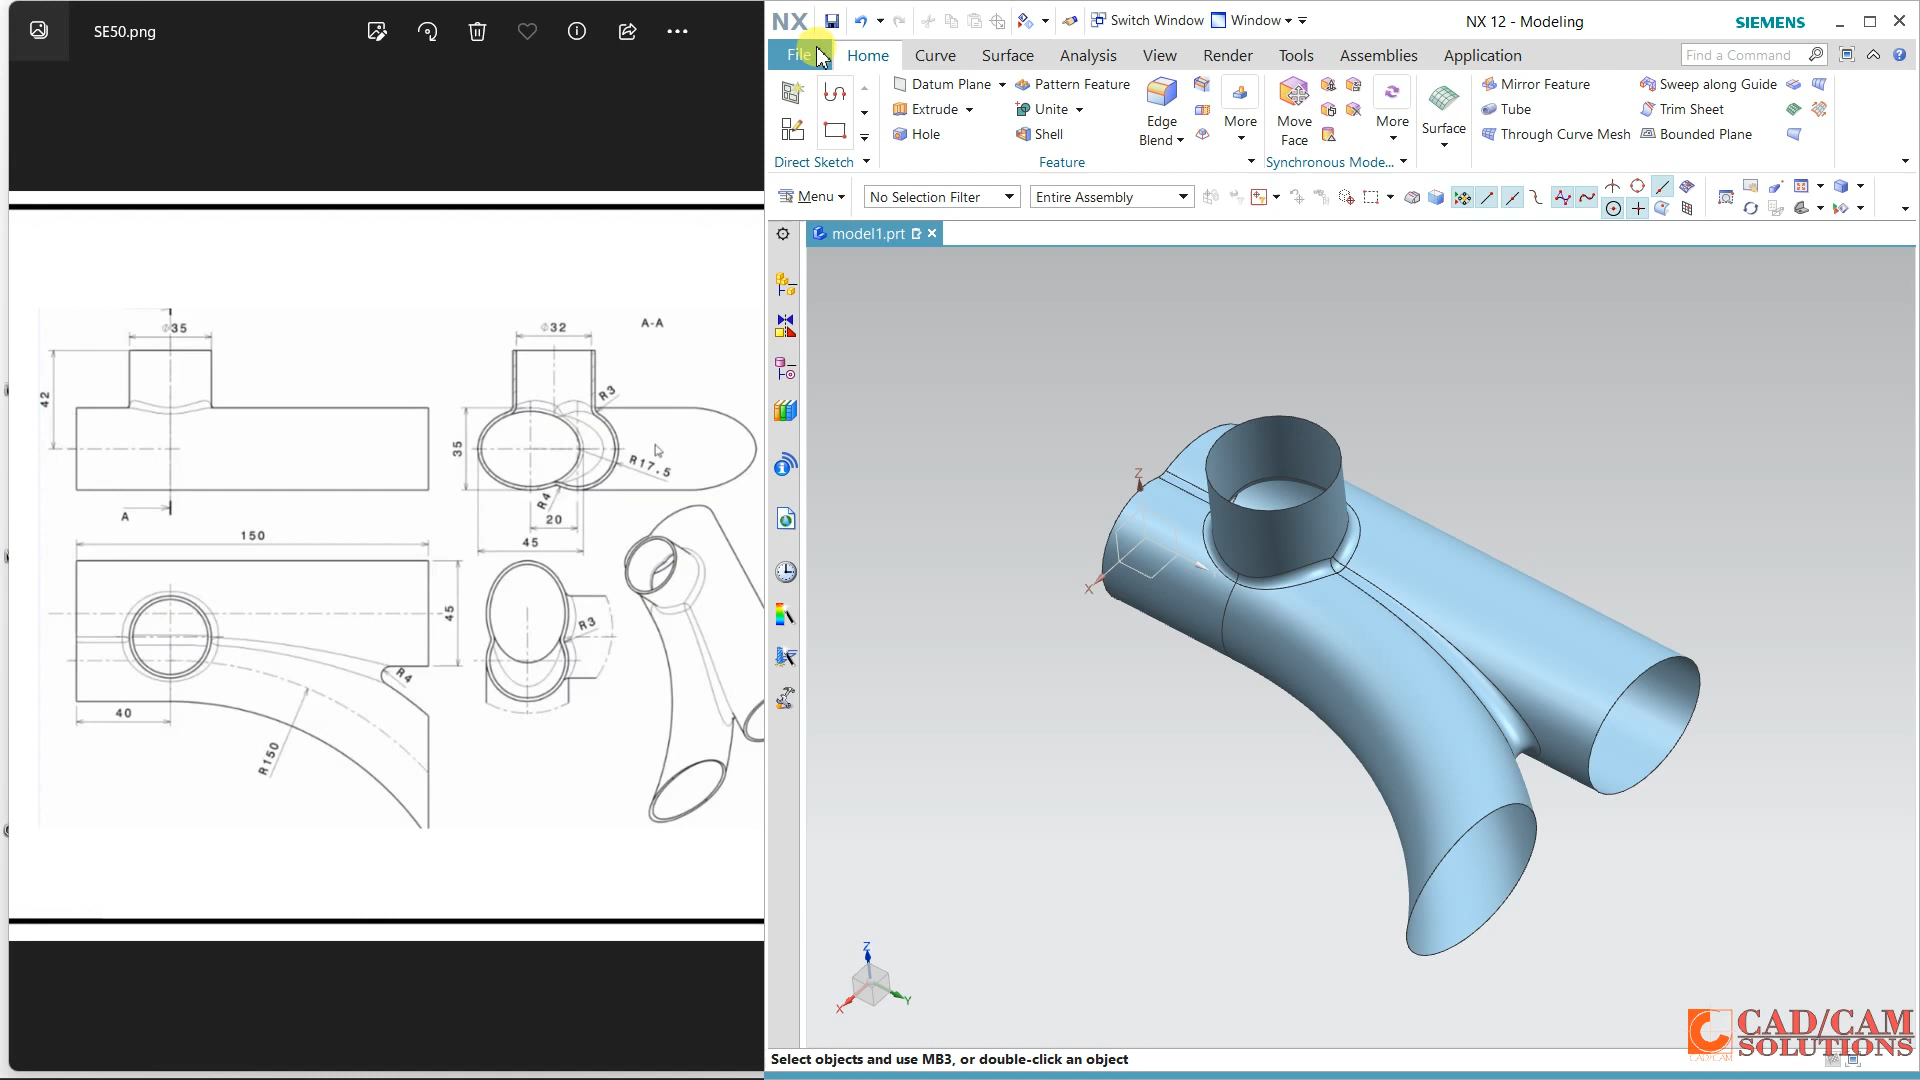 SE50.png
Ø35
Ø32
A-A
42
R3
35
R17.5
R4
20
A
45
150
R3
45
R4
40
R150
NX
Switch Window
Window
NX 12 - Modeling
SIEMENS
File
Home
Curve
Surface
Analysis
View
Render
Tools
Assemblies
Application
Find a Command
Datum Plane
Pattern Feature
Extrude
Unite
Hole
Shell
Edge
Blend
More
Move
Face
More
Surface
Mirror Feature
Sweep along Guide
Tube
Trim Sheet
Through Curve Mesh
Bounded Plane
Direct Sketch
Feature
Synchronous Mode...
Menu
No Selection Filter
Entire Assembly
model1.prt
Z
X
Z
X
Y
CAD/CAM
SOLUTIONS
Select objects and use MB3, or double-click an object